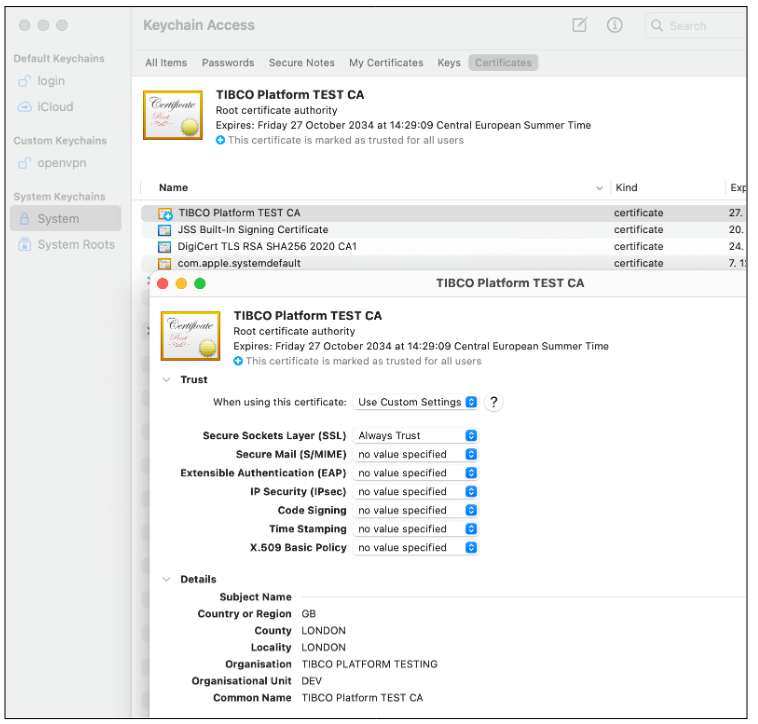 Keychain Access
Search
Default Keychains
login
iCloud
Custom Keychains
openvpn
System Keychains
System
System Roots
All Items Passwords Secure Notes My Certificates Keys Certificates
Certificate
Root
TIBCO Platform TEST CA
Root certificate authority
Expires: Friday 27 October 2034 at 14:29:09 Central European Summer Time
This certificate is marked as trusted for all users
Name Kind Exp
TIBCO Platform TEST CA certificate 27.
JSS Built-In Signing Certificate certificate 20.
DigiCert TLS RSA SHA256 2020 CA1 certificate 24.
com.apple.systemdefault certificate 7. 12
TIBCO Platform TEST CA
Certificate
Root
TIBCO Platform TEST CA
Root certificate authority
Expires: Friday 27 October 2034 at 14:29:09 Central European Summer Time
This certificate is marked as trusted for all users
Trust
When using this certificate: Use Custom Settings ?
Secure Sockets Layer (SSL) Always Trust
Secure Mail (S/MIME) no value specified
Extensible Authentication (EAP) no value specified
IP Security (IPsec) no value specified
Code Signing no value specified
Time Stamping no value specified
X.509 Basic Policy no value specified
Details
Subject Name
Country or Region GB
County LONDON
Locality LONDON
Organisation TIBCO PLATFORM TESTING
Organisational Unit DEV
Common Name TIBCO Platform TEST CA